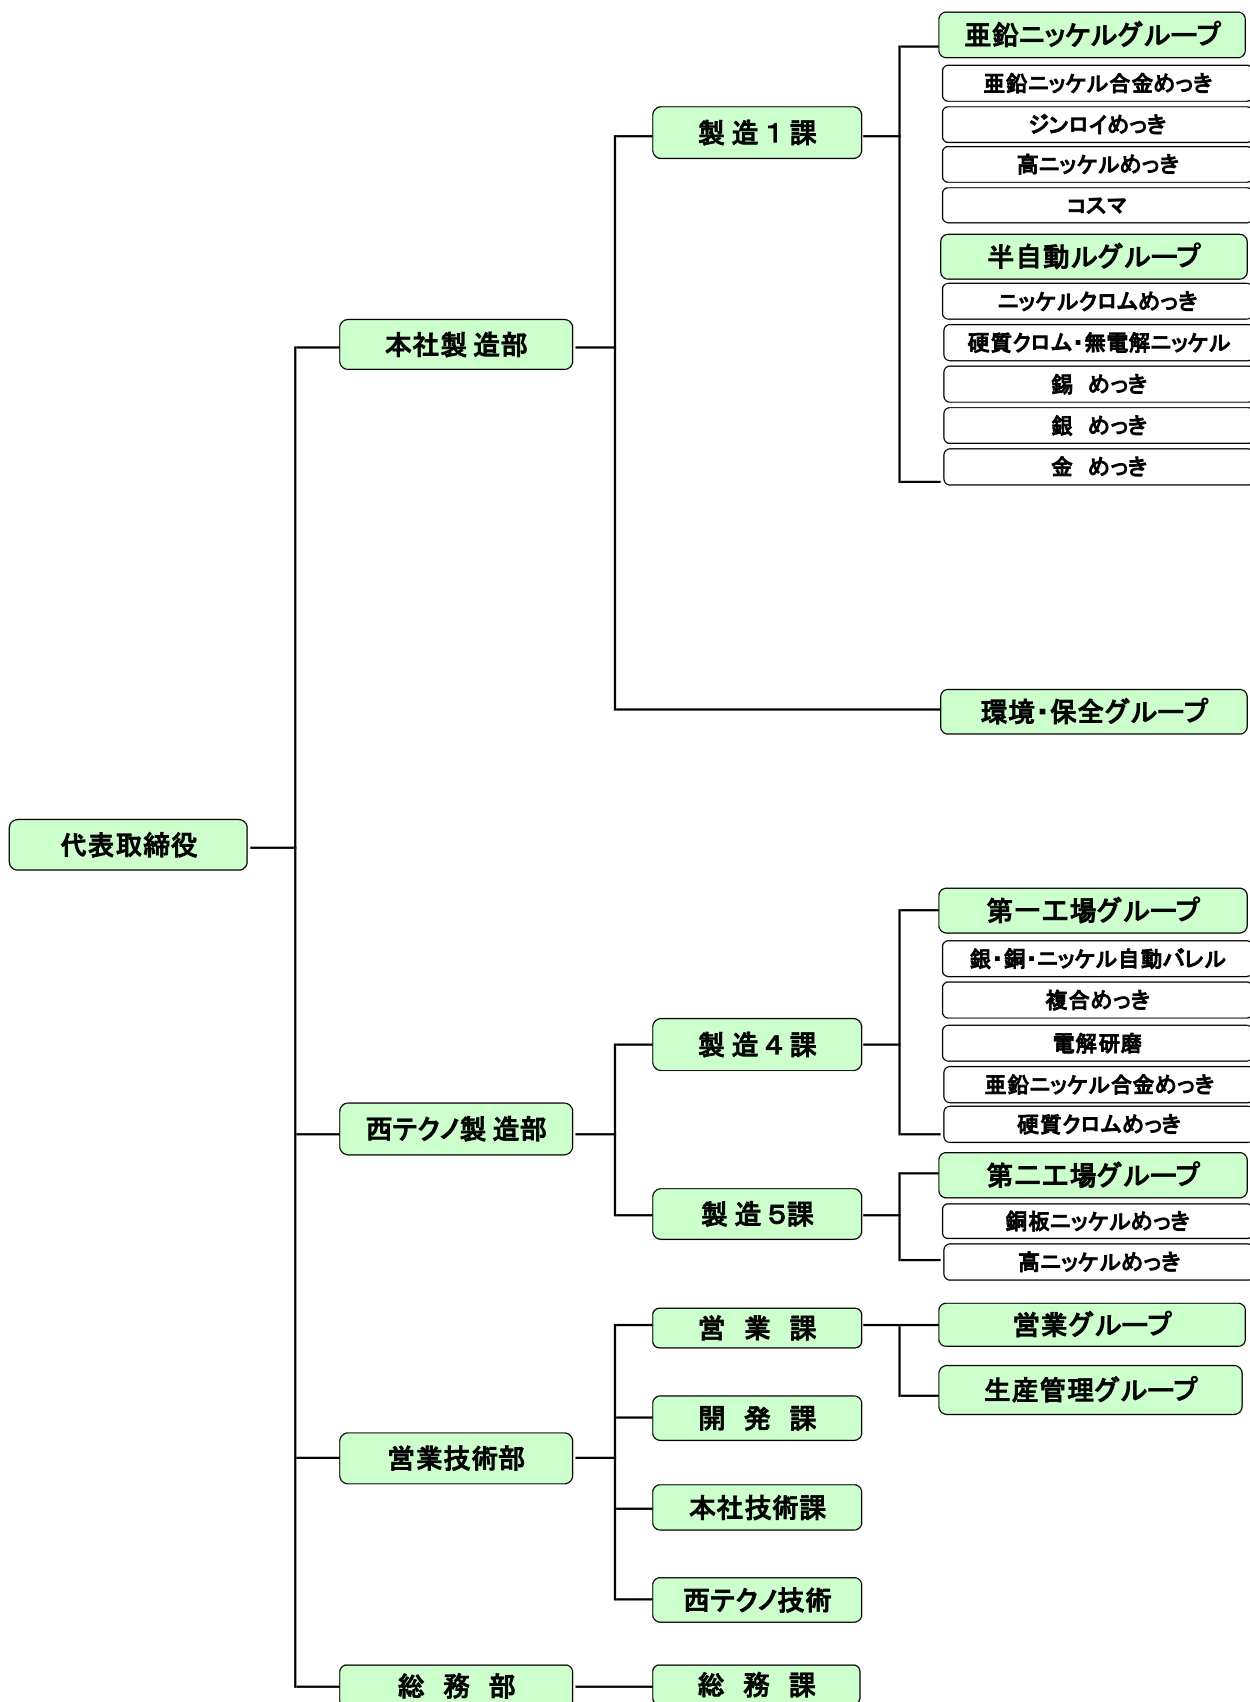 代表取締役
本社製造部
製造1課
亜鉛ニッケルグループ
亜鉛ニッケル合金めっき
ジンロイめっき
高ニッケルめっき
コスマ
半自動ルグループ
ニッケルクロムめっき
硬質クロム・無電解ニッケル
錫 めっき
銀 めっき
金 めっき
環境・保全グループ
西テクノ製造部
製造4課
第一工場グループ
銀・銅・ニッケル自動バレル
複合めっき
電解研磨
亜鉛ニッケル合金めっき
硬質クロムめっき
製造5課
第二工場グループ
銅板ニッケルめっき
高ニッケルめっき
営業技術部
営業課
営業グループ
生産管理グループ
開発課
本社技術課
西テクノ技術
総務部
総務課